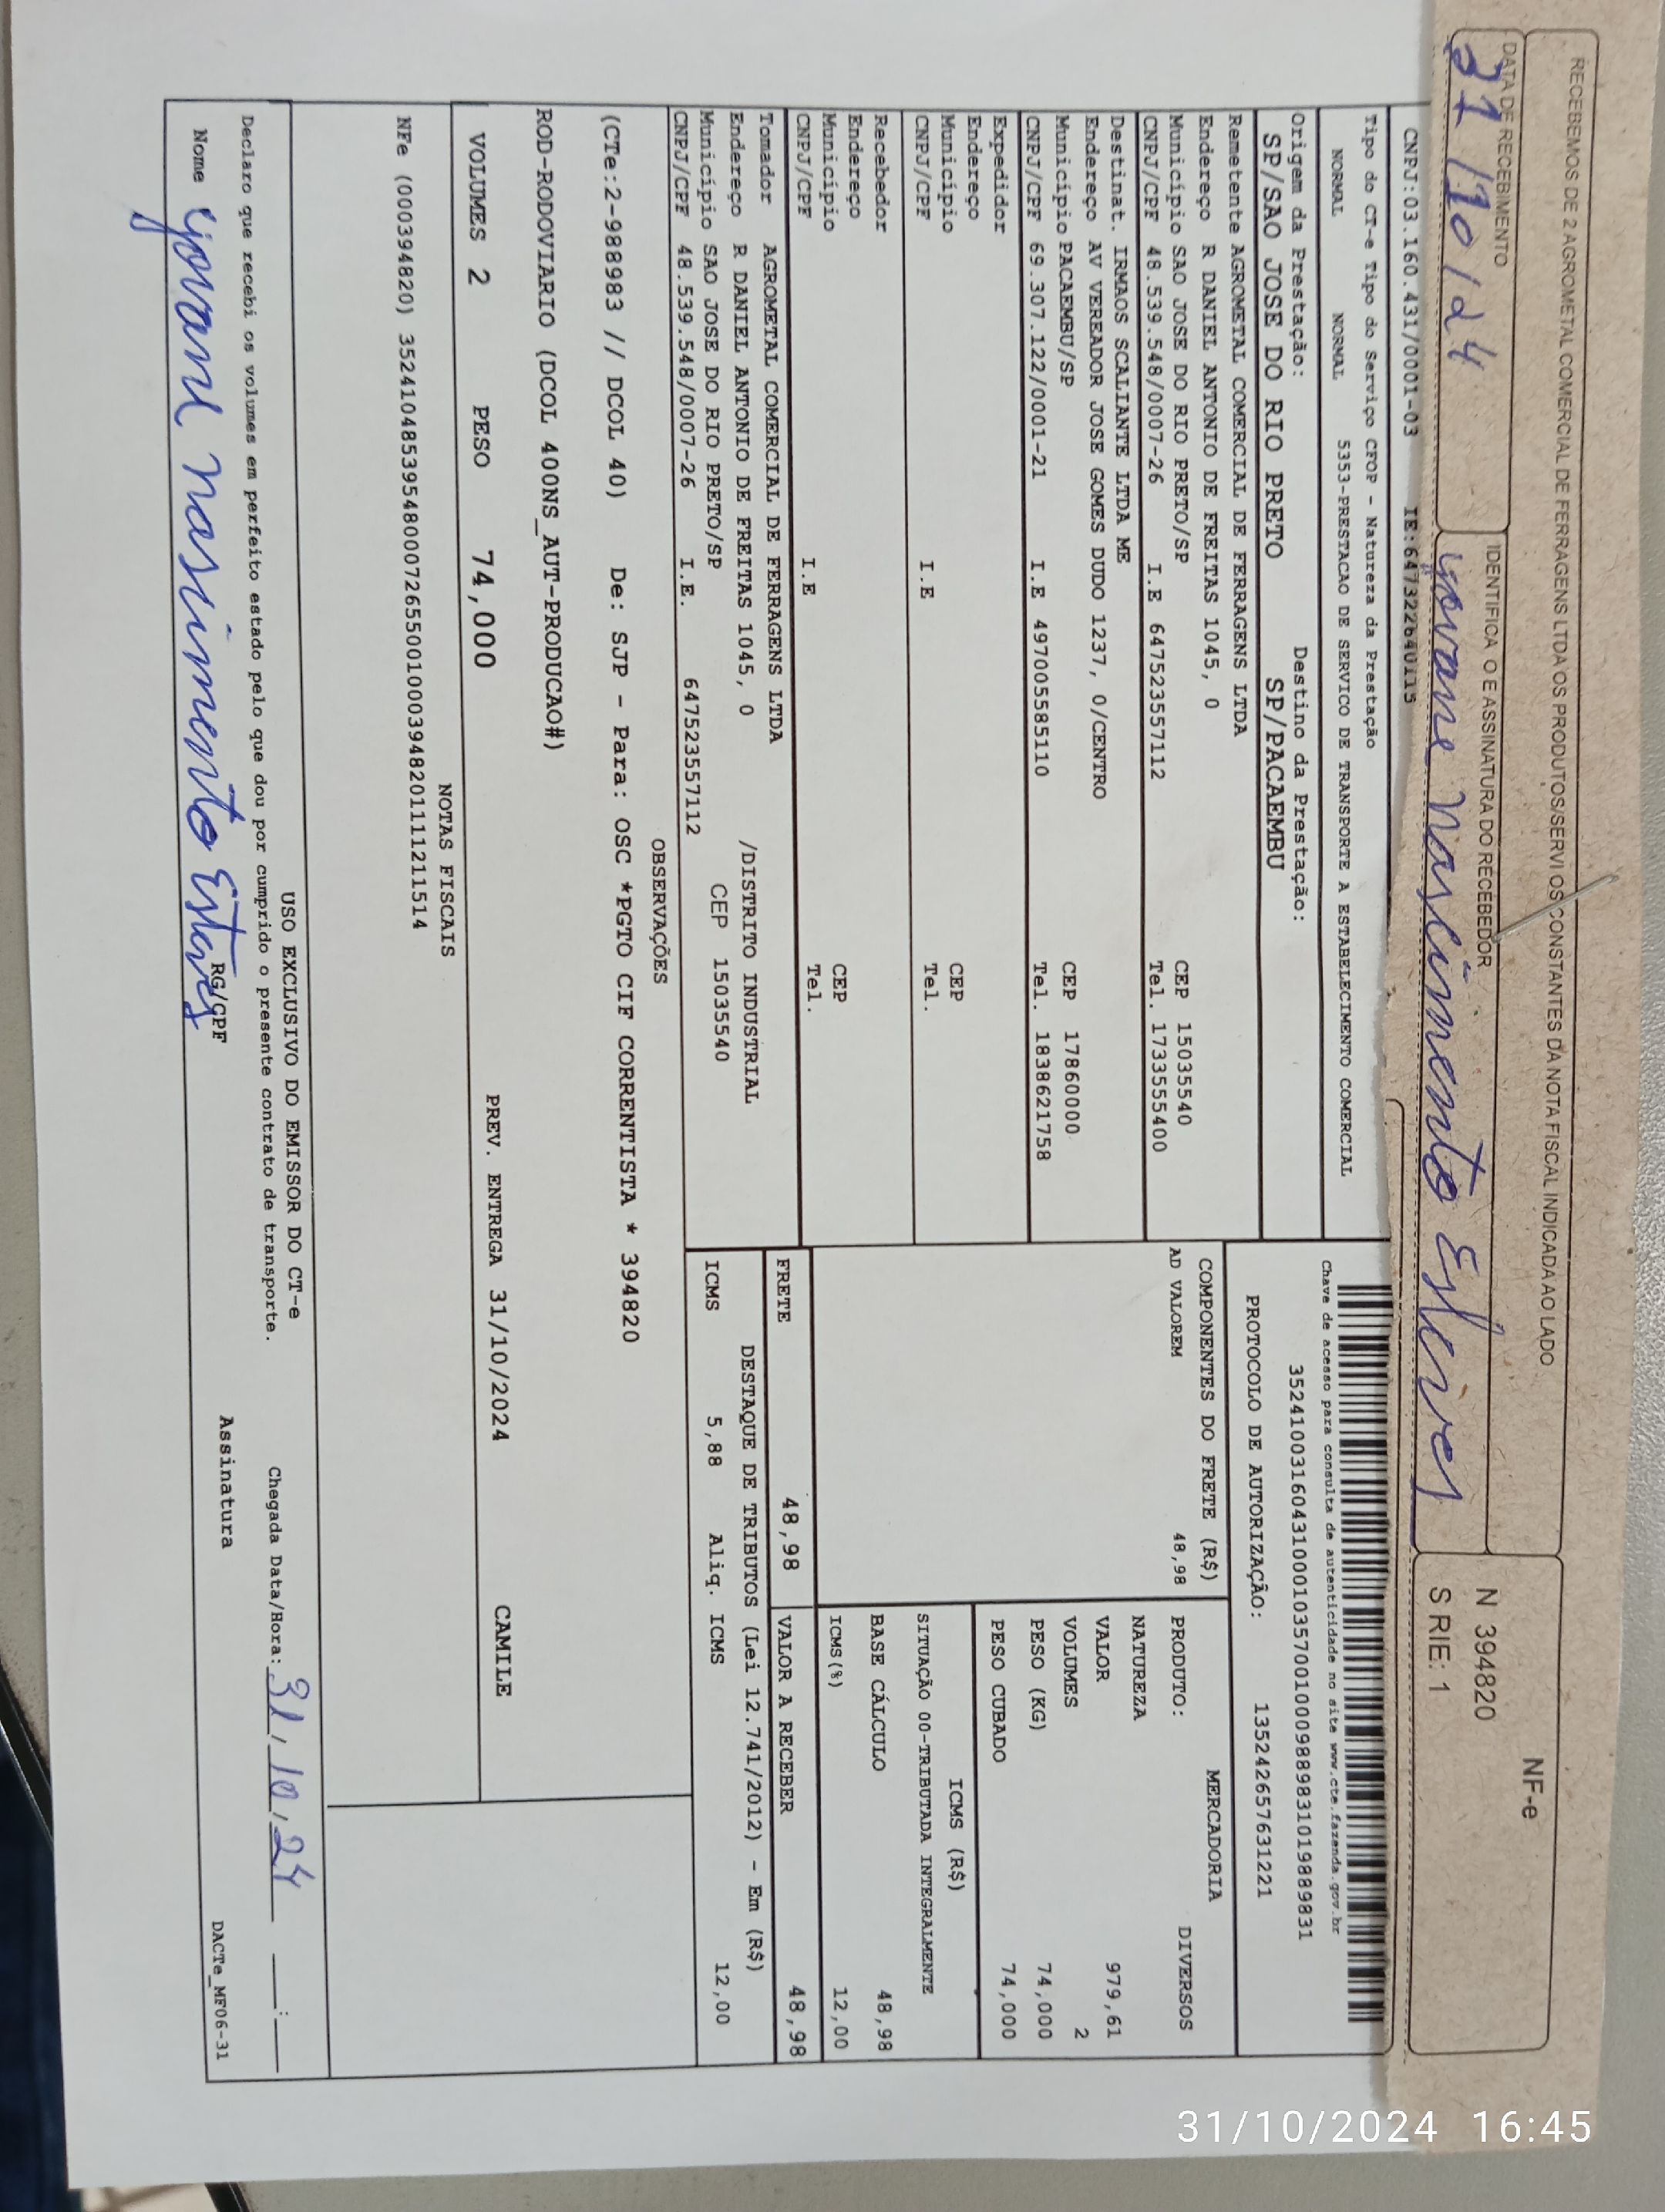 RECEBEMOS DE 2 AGROMETAL COMERCIAL DE FERRAGENS LTDA OS PRODUTOS/SERVI OS CONSTANTES DA NOTA FISCAL INDICADA AO LADO
DATA DE RECEBIMENTO
31/10/24
IDENTIFICA O E ASSINATURA DO RECEBEDOR
Giovane Nascimento Esteves
NF-e
N 394820
S RIE: 1
CNPJ:03.160.431/0001-03 IE:647322640115
Tipo do CT-e Tipo do Serviço CFOP - Natureza da Prestação
NORMAL NORMAL 5353-PRESTACAO DE SERVICO DE TRANSPORTE A ESTABELECIMENTO COMERCIAL
Origem da Prestação: Destino da Prestação:
SP/SAO JOSE DO RIO PRETO SP/PACAEMBU
Chave de acesso para consulta de autenticidade no site www.cte.fazenda.gov.br
35241003160431000103570010009889831019889831
PROTOCOLO DE AUTORIZAÇÃO: 135242657631221
Remetente AGROMETAL COMERCIAL DE FERRAGENS LTDA
Endereço R DANIEL ANTONIO DE FREITAS 1045, 0
Município SAO JOSE DO RIO PRETO/SP CEP 15035540
CNPJ/CPF 48.539.548/0007-26 I.E 647523557112 Tel. 1733555400
Destinat. IRMAOS SCALIANTE LTDA ME
Endereço AV VEREADOR JOSE GOMES DUDO 1237, 0/CENTRO
Município PACAEMBU/SP CEP 17860000
CNPJ/CPF 69.307.122/0001-21 I.E 497005585110 Tel. 1838621758
Expedidor
Endereço
Município CEP
CNPJ/CPF I.E Tel.
Recebedor
Endereço
Município CEP
CNPJ/CPF I.E Tel.
Tomador AGROMETAL COMERCIAL DE FERRAGENS LTDA
Endereço R DANIEL ANTONIO DE FREITAS 1045, 0 /DISTRITO INDUSTRIAL
Município SAO JOSE DO RIO PRETO/SP CEP 15035540
CNPJ/CPF 48.539.548/0007-26 I.E. 647523557112
COMPONENTES DO FRETE (R$)
AD VALOREM 48,98
MERCADORIA
PRODUTO: DIVERSOS
NATUREZA
VALOR 979,61
VOLUMES 2
PESO (KG) 74,000
PESO CUBADO 74,000
ICMS (R$)
SITUAÇÃO 00-TRIBUTADA INTEGRALMENTE
BASE CÁLCULO 48,98
ICMS(%) 12,00
FRETE 48,98 VALOR A RECEBER 48,98
DESTAQUE DE TRIBUTOS (Lei 12.741/2012) - Em (R$)
ICMS 5,88 Aliq. ICMS 12,00
OBSERVAÇÕES
(CTe:2-988983 // DCOL 40) De: SJP - Para: OSC *PGTO CIF CORRENTISTA * 394820
ROD-RODOVIARIO (DCOL 400NS_AUT-PRODUCAO#)
VOLUMES 2 PESO 74,000 PREV. ENTREGA 31/10/2024 CAMILE
NOTAS FISCAIS
NFe (000394820) 35241048539548000726550010003948201111211514
USO EXCLUSIVO DO EMISSOR DO CT-e
Declaro que recebi os volumes em perfeito estado pelo que dou por cumprido o presente contrato de transporte. Chegada Data/Hora: 31/10/24 __:__
Nome Giovane Nascimento Esteves RG/CPF Assinatura
DACTe_MF06-31
31/10/2024 16:45